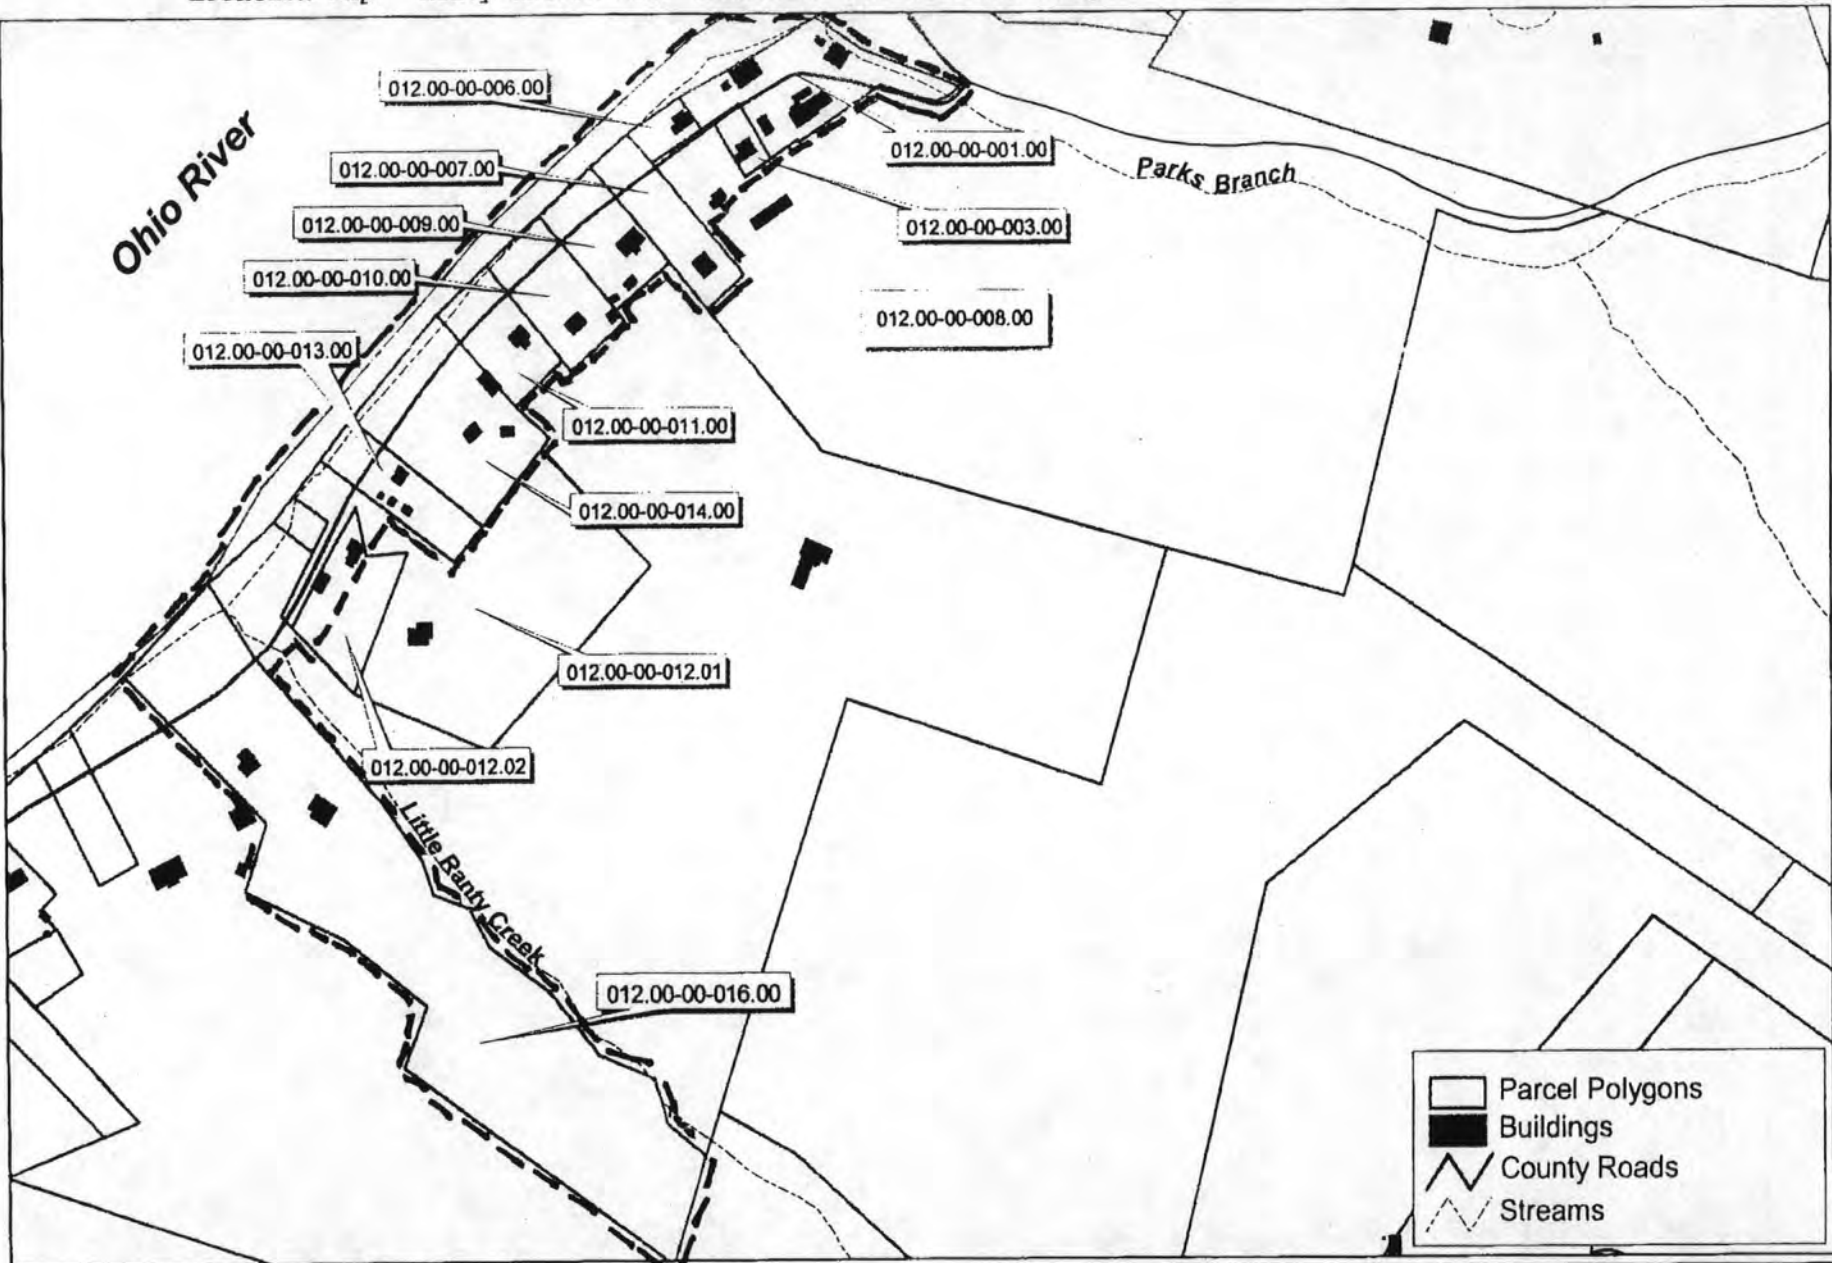 012.00-00-006.00
Ohio River
012.00-00-001.00
012.00-00-007.00
Parks Branch
012.00-00-009.00
012.00-00-003.00
012.00-00-010.00
012.00-00-008.00
012.00-00-013.00
012.00-00-011.00
012.00-00-014.00
012.00-00-012.01
012.00-00-012.02
Little Ranty Creek
012.00-00-016.00
Parcel Polygons
Buildings
County Roads
Streams